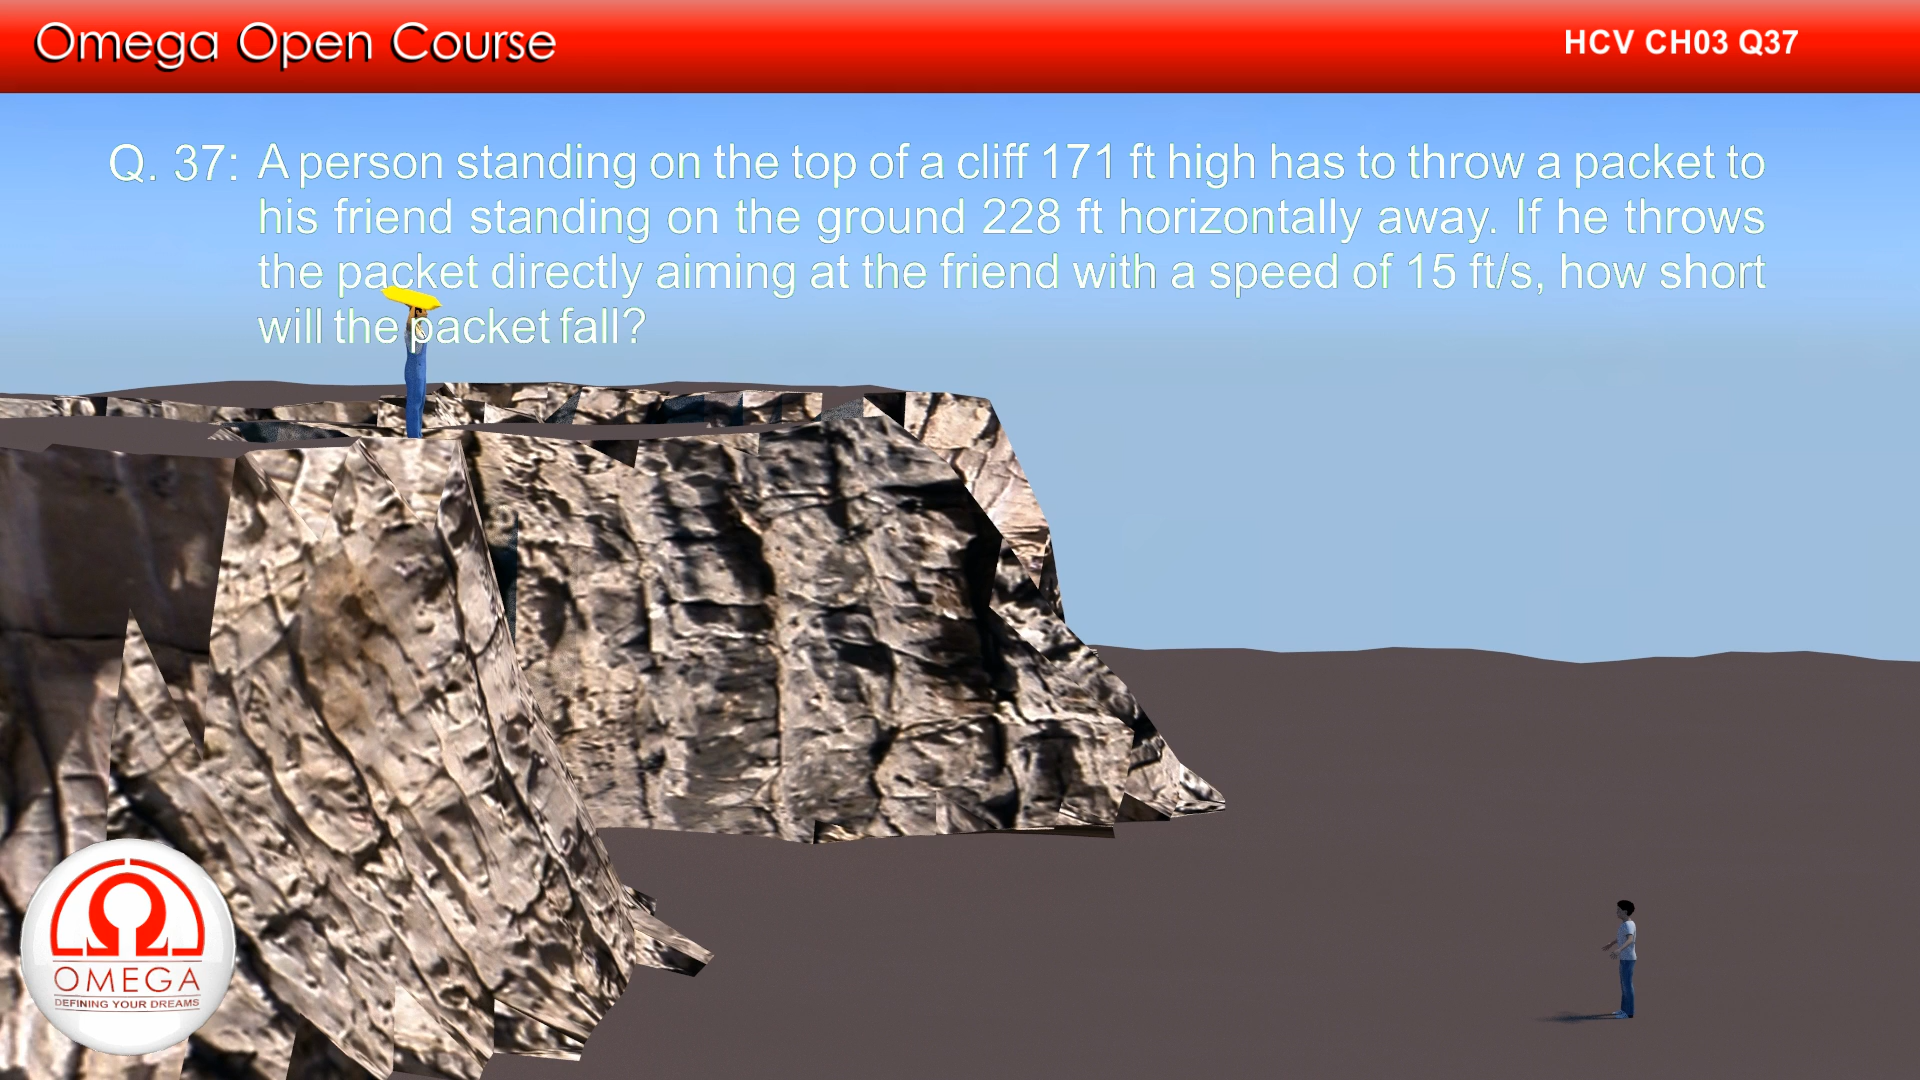 Omega Open Course
HCV CH03 Q37
Q. 37: A person standing on the top of a cliff 171 ft high has to throw a packet to
his friend standing on the ground 228 ft horizontally away. If he throws
the packet directly aiming at the friend with a speed of 15 ft/s, how short
will the packet fall?
Ω
OMEGA
DEFINING YOUR DREAMS